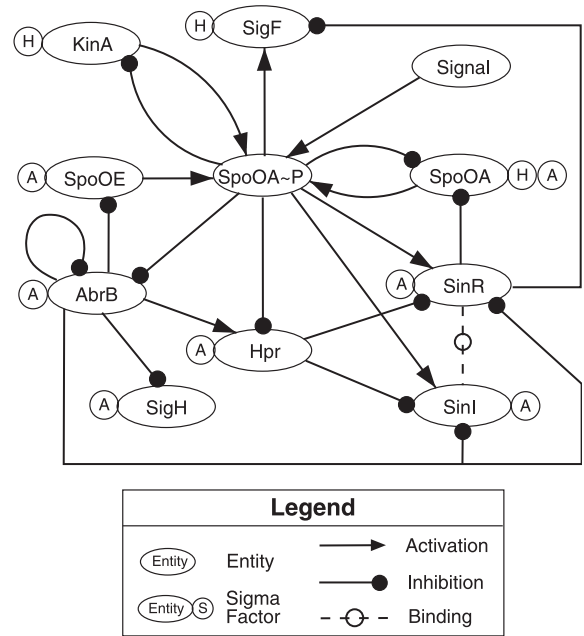 H KinA
H SigF
Signal
A SpoOE
SpoOA~P
SpoOA H A
A AbrB
A SinR
A Hpr
A SigH
SinI A
Legend
Entity Entity
Activation
Entity S Sigma
Factor
Inhibition
Binding